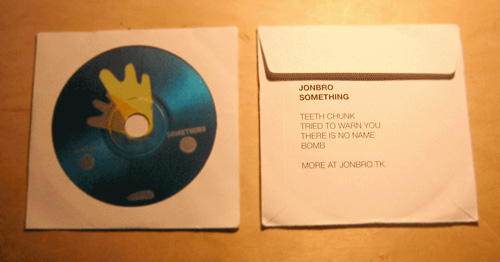 SOMETHING
JONBRO
SOMETHING
TEETH CHUNK
TRIED TO WARN YOU
THERE IS NO NAME
BOMB
MORE AT JONBRO.TK